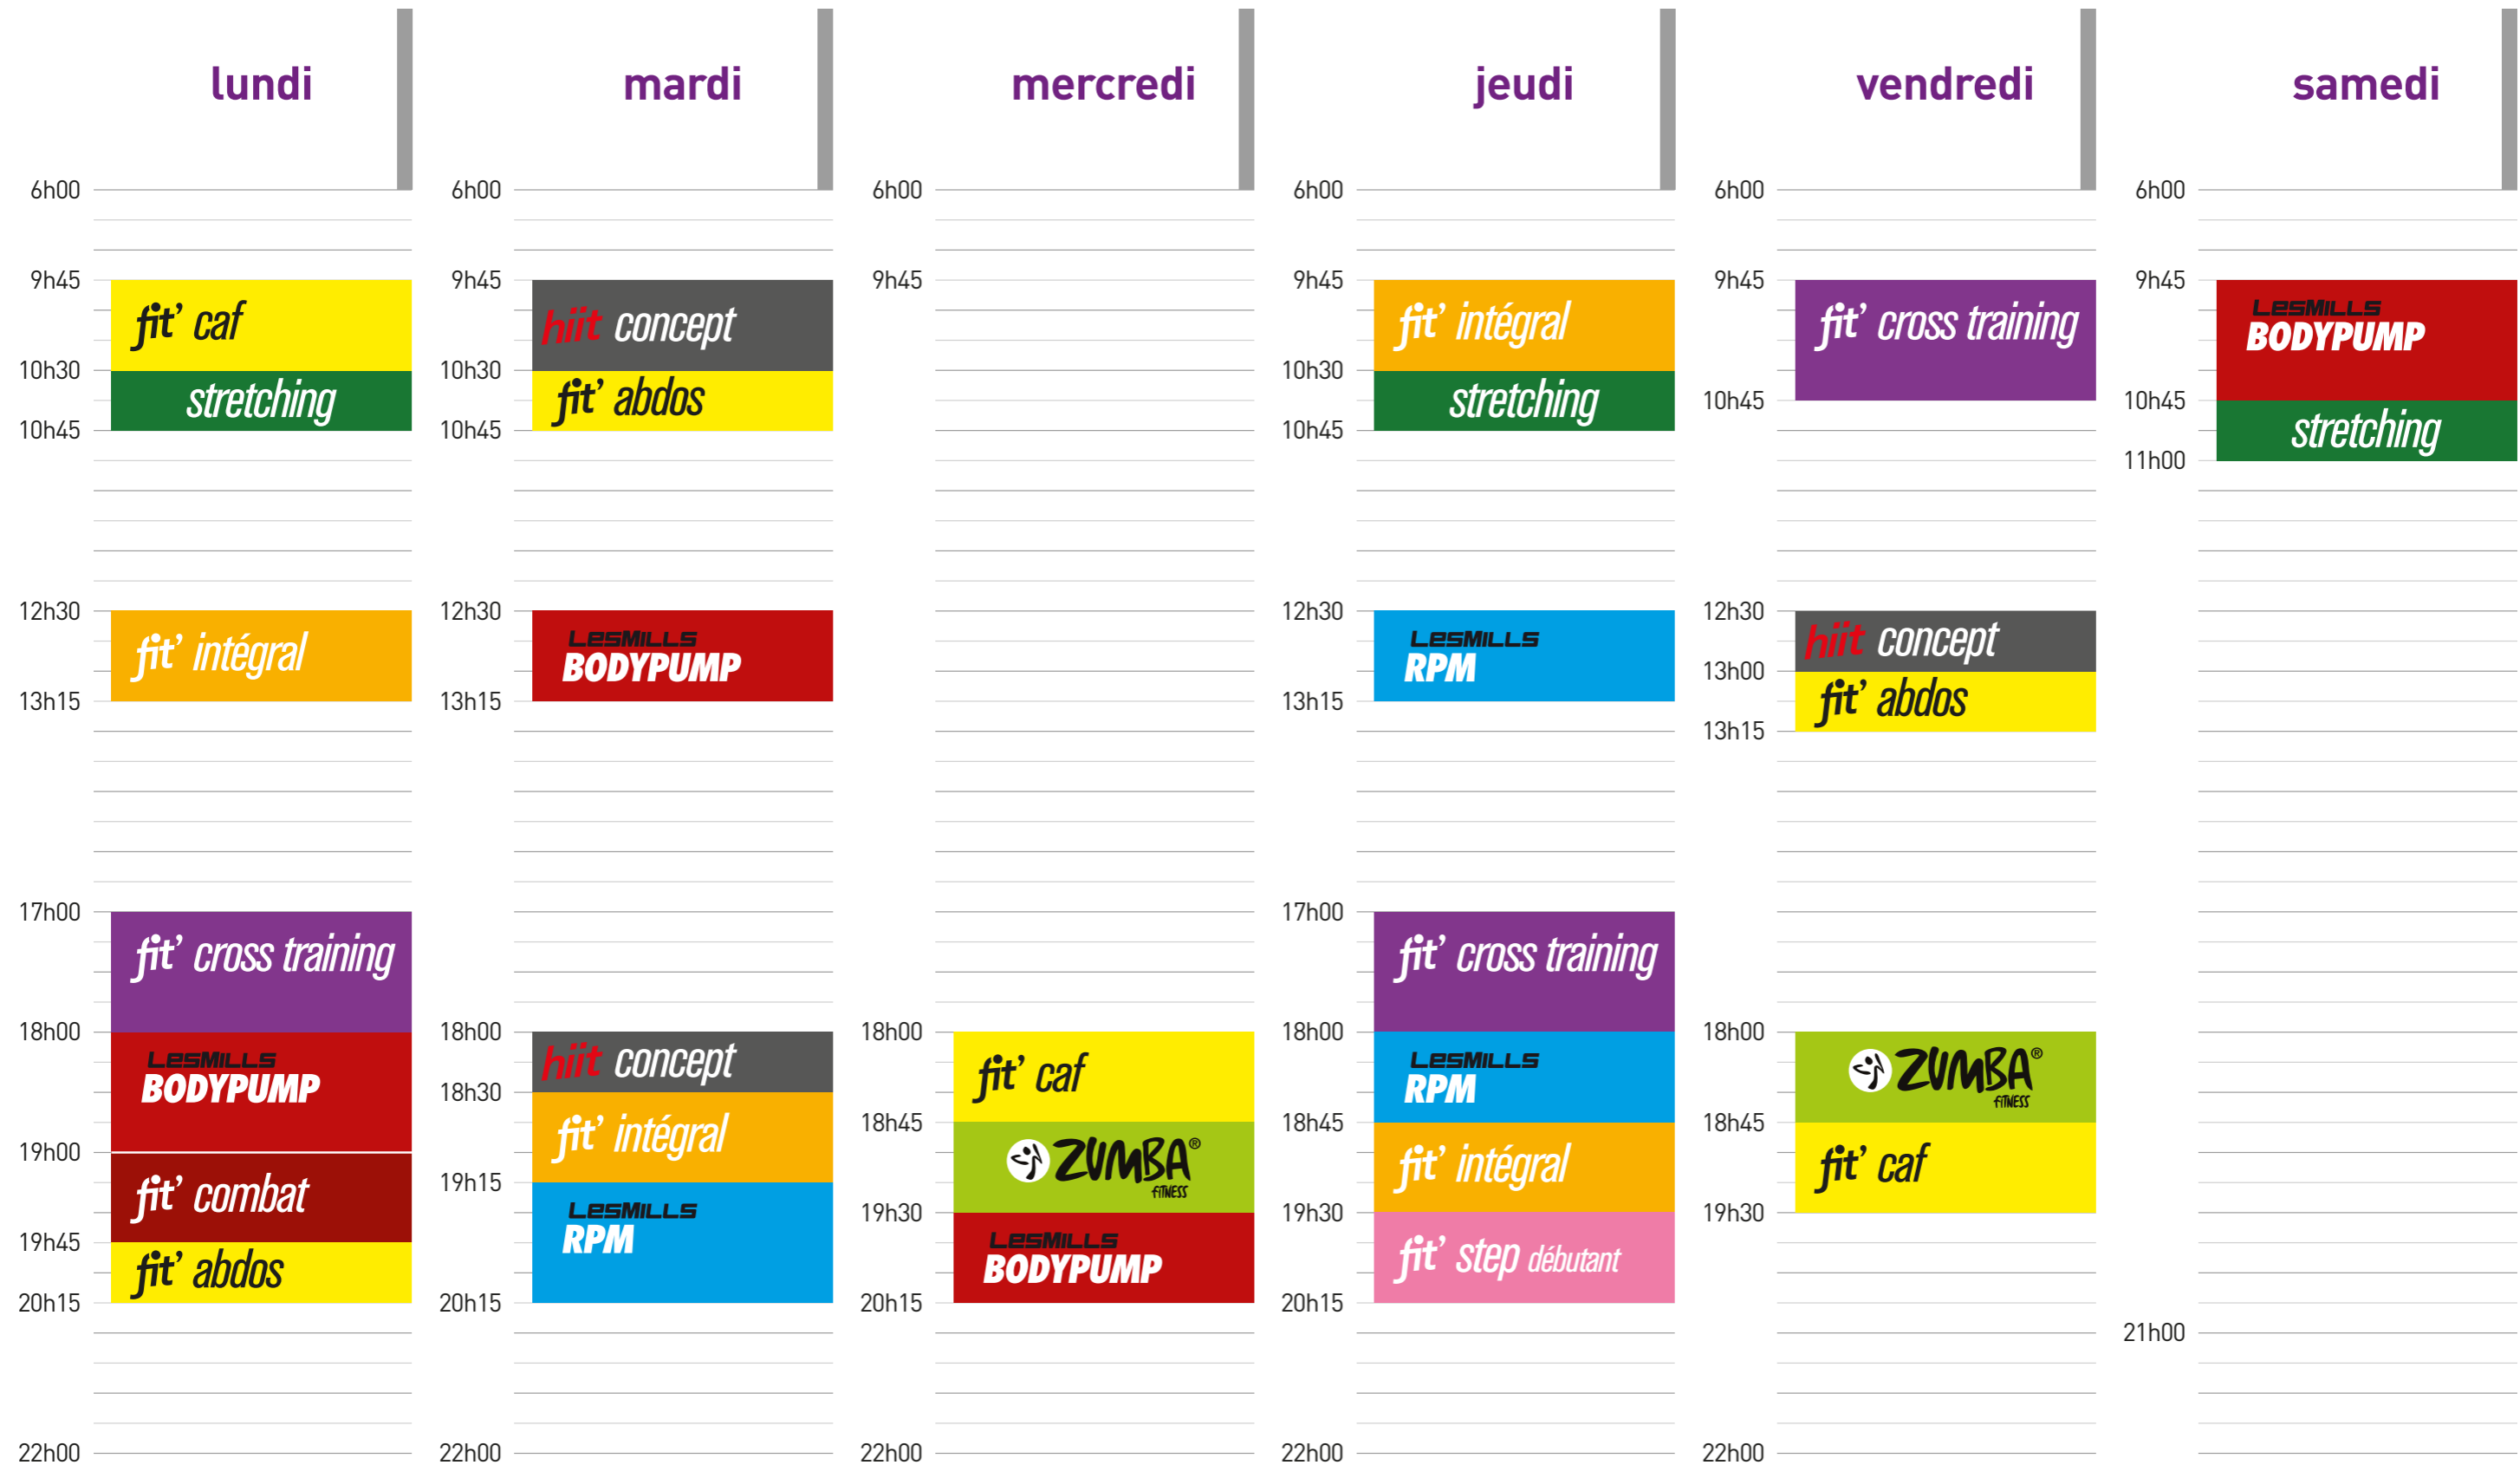 lundi
6h00
9h45
fit' caf
10h30
stretching
10h45
12h30
fit' intégral
13h15
17h00
fit' cross training
18h00
LesMILLS
BODYPUMP
19h00
fit' combat
19h45
fit' abdos
20h15
22h00
mardi
6h00
9h45
hiit concept
10h30
fit' abdos
10h45
12h30
LesMILLS
BODYPUMP
13h15
18h00
hiit concept
18h30
fit' intégral
19h15
LesMILLS
RPM
20h15
22h00
mercredi
6h00
9h45
18h00
fit' caf
18h45
ZUMBA®
FITNESS
19h30
LesMILLS
BODYPUMP
20h15
22h00
jeudi
6h00
9h45
fit' intégral
10h30
stretching
10h45
12h30
LesMILLS
RPM
13h15
17h00
fit' cross training
18h00
LesMILLS
RPM
18h45
fit' intégral
19h30
fit' step débutant
20h15
22h00
vendredi
6h00
9h45
fit' cross training
10h45
12h30
hiit concept
13h00
fit' abdos
13h15
18h00
ZUMBA®
FITNESS
18h45
fit' caf
19h30
22h00
samedi
6h00
9h45
LesMILLS
BODYPUMP
10h45
stretching
11h00
21h00